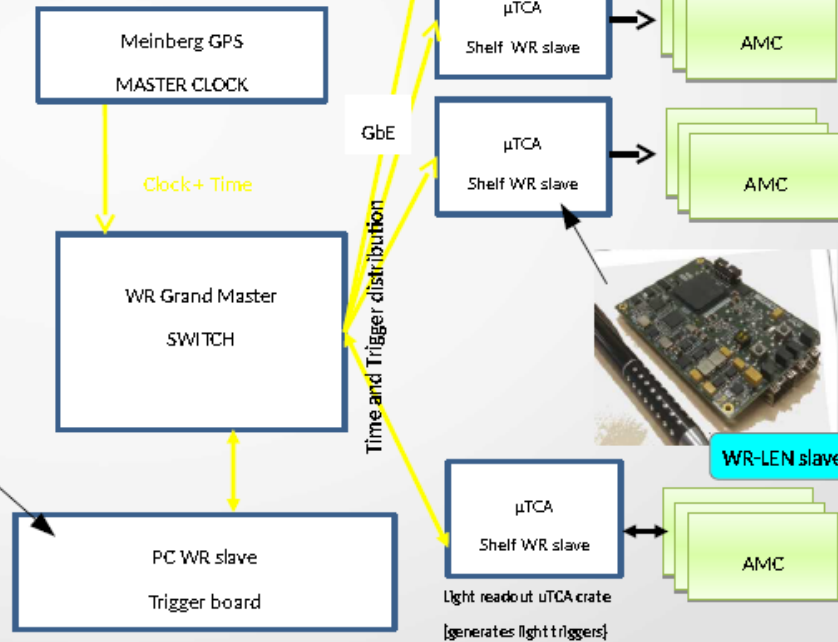 Meinberg GPS
MASTER CLOCK
Clock + Time
GbE
WR Grand Master
SWITCH
Time and Trigger distribution
PC WR slave
Trigger board
µTCA
Shelf WR slave
AMC
µTCA
Shelf WR slave
AMC
WR-LEN slave
µTCA
Shelf WR slave
AMC
Light readout uTCA crate
[generates light triggers}